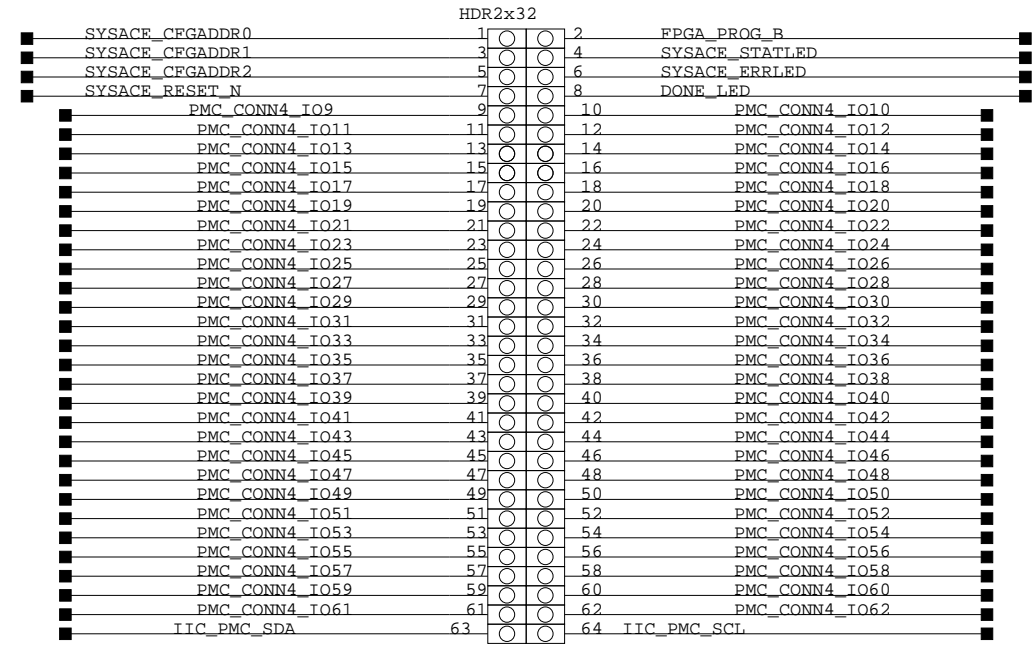 HDR2x32
SYSACE_CFGADDR0 1 2 FPGA_PROG_B
SYSACE_CFGADDR1 3 4 SYSACE_STATLED
SYSACE_CFGADDR2 5 6 SYSACE_ERRLED
SYSACE_RESET_N 7 8 DONE_LED
PMC_CONN4_IO9 9 10 PMC_CONN4_IO10
PMC_CONN4_IO11 11 12 PMC_CONN4_IO12
PMC_CONN4_IO13 13 14 PMC_CONN4_IO14
PMC_CONN4_IO15 15 16 PMC_CONN4_IO16
PMC_CONN4_IO17 17 18 PMC_CONN4_IO18
PMC_CONN4_IO19 19 20 PMC_CONN4_IO20
PMC_CONN4_IO21 21 22 PMC_CONN4_IO22
PMC_CONN4_IO23 23 24 PMC_CONN4_IO24
PMC_CONN4_IO25 25 26 PMC_CONN4_IO26
PMC_CONN4_IO27 27 28 PMC_CONN4_IO28
PMC_CONN4_IO29 29 30 PMC_CONN4_IO30
PMC_CONN4_IO31 31 32 PMC_CONN4_IO32
PMC_CONN4_IO33 33 34 PMC_CONN4_IO34
PMC_CONN4_IO35 35 36 PMC_CONN4_IO36
PMC_CONN4_IO37 37 38 PMC_CONN4_IO38
PMC_CONN4_IO39 39 40 PMC_CONN4_IO40
PMC_CONN4_IO41 41 42 PMC_CONN4_IO42
PMC_CONN4_IO43 43 44 PMC_CONN4_IO44
PMC_CONN4_IO45 45 46 PMC_CONN4_IO46
PMC_CONN4_IO47 47 48 PMC_CONN4_IO48
PMC_CONN4_IO49 49 50 PMC_CONN4_IO50
PMC_CONN4_IO51 51 52 PMC_CONN4_IO52
PMC_CONN4_IO53 53 54 PMC_CONN4_IO54
PMC_CONN4_IO55 55 56 PMC_CONN4_IO56
PMC_CONN4_IO57 57 58 PMC_CONN4_IO58
PMC_CONN4_IO59 59 60 PMC_CONN4_IO60
PMC_CONN4_IO61 61 62 PMC_CONN4_IO62
IIC_PMC_SDA 63 64 IIC_PMC_SCL